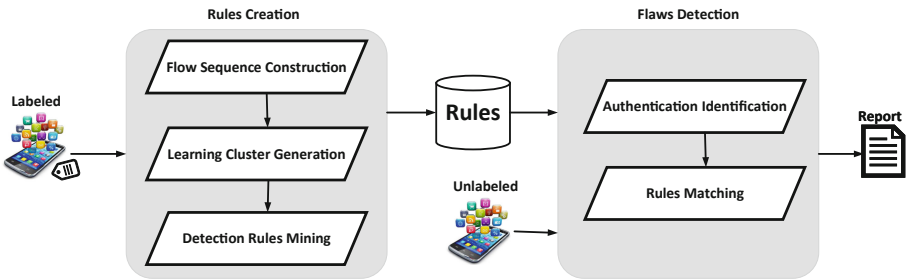 Rules Creation
Flow Sequence Construction
Learning Cluster Generation
Detection Rules Mining
Labeled
Rules
Unlabeled
Flaws Detection
Authentication Identification
Rules Matching
Report